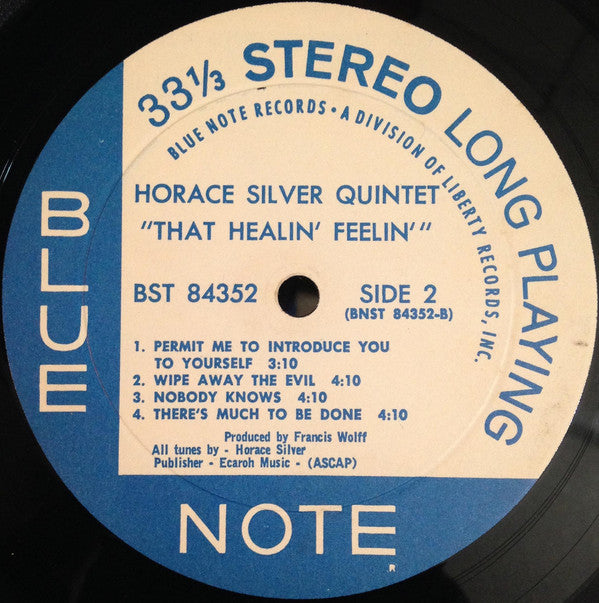 33⅓ STEREO LONG PLAYING
BLUE NOTE RECORDS • A DIVISION OF LIBERTY RECORDS, INC.
HORACE SILVER QUINTET
"THAT HEALIN' FEELIN'"
BST 84352 SIDE 2
(BNST 84352-B)
1. PERMIT ME TO INTRODUCE YOU
TO YOURSELF 3:10
2. WIPE AWAY THE EVIL 4:10
3. NOBODY KNOWS 4:10
4. THERE'S MUCH TO BE DONE 4:10
Produced by Francis Wolff
All tunes by - Horace Silver
Publisher - Ecaroh Music - (ASCAP)
BLUE
NOTE
R